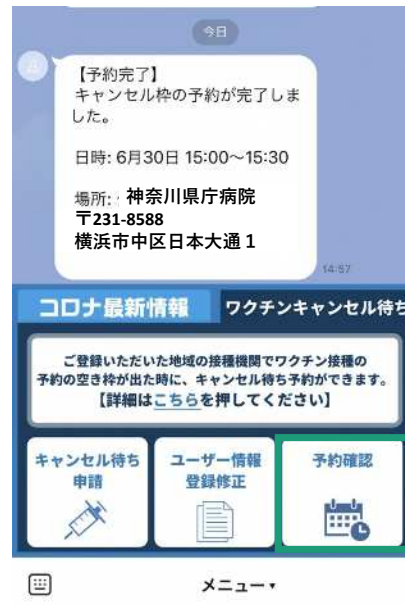 今日
【予約完了】
キャンセル枠の予約が完了しま
した。
日時: 6月30日 15:00～15:30
場所: 神奈川県庁病院
〒231-8588
横浜市中区日本大通１
14:57
コロナ最新情報 ワクチンキャンセル待ち
ご登録いただいた地域の接種機関でワクチン接種の
予約の空き枠が出た時に、キャンセル待ち予約ができます。
【詳細はこちらを押してください】
キャンセル待ち
申請
ユーザー情報
登録修正
予約確認
メニュー▾